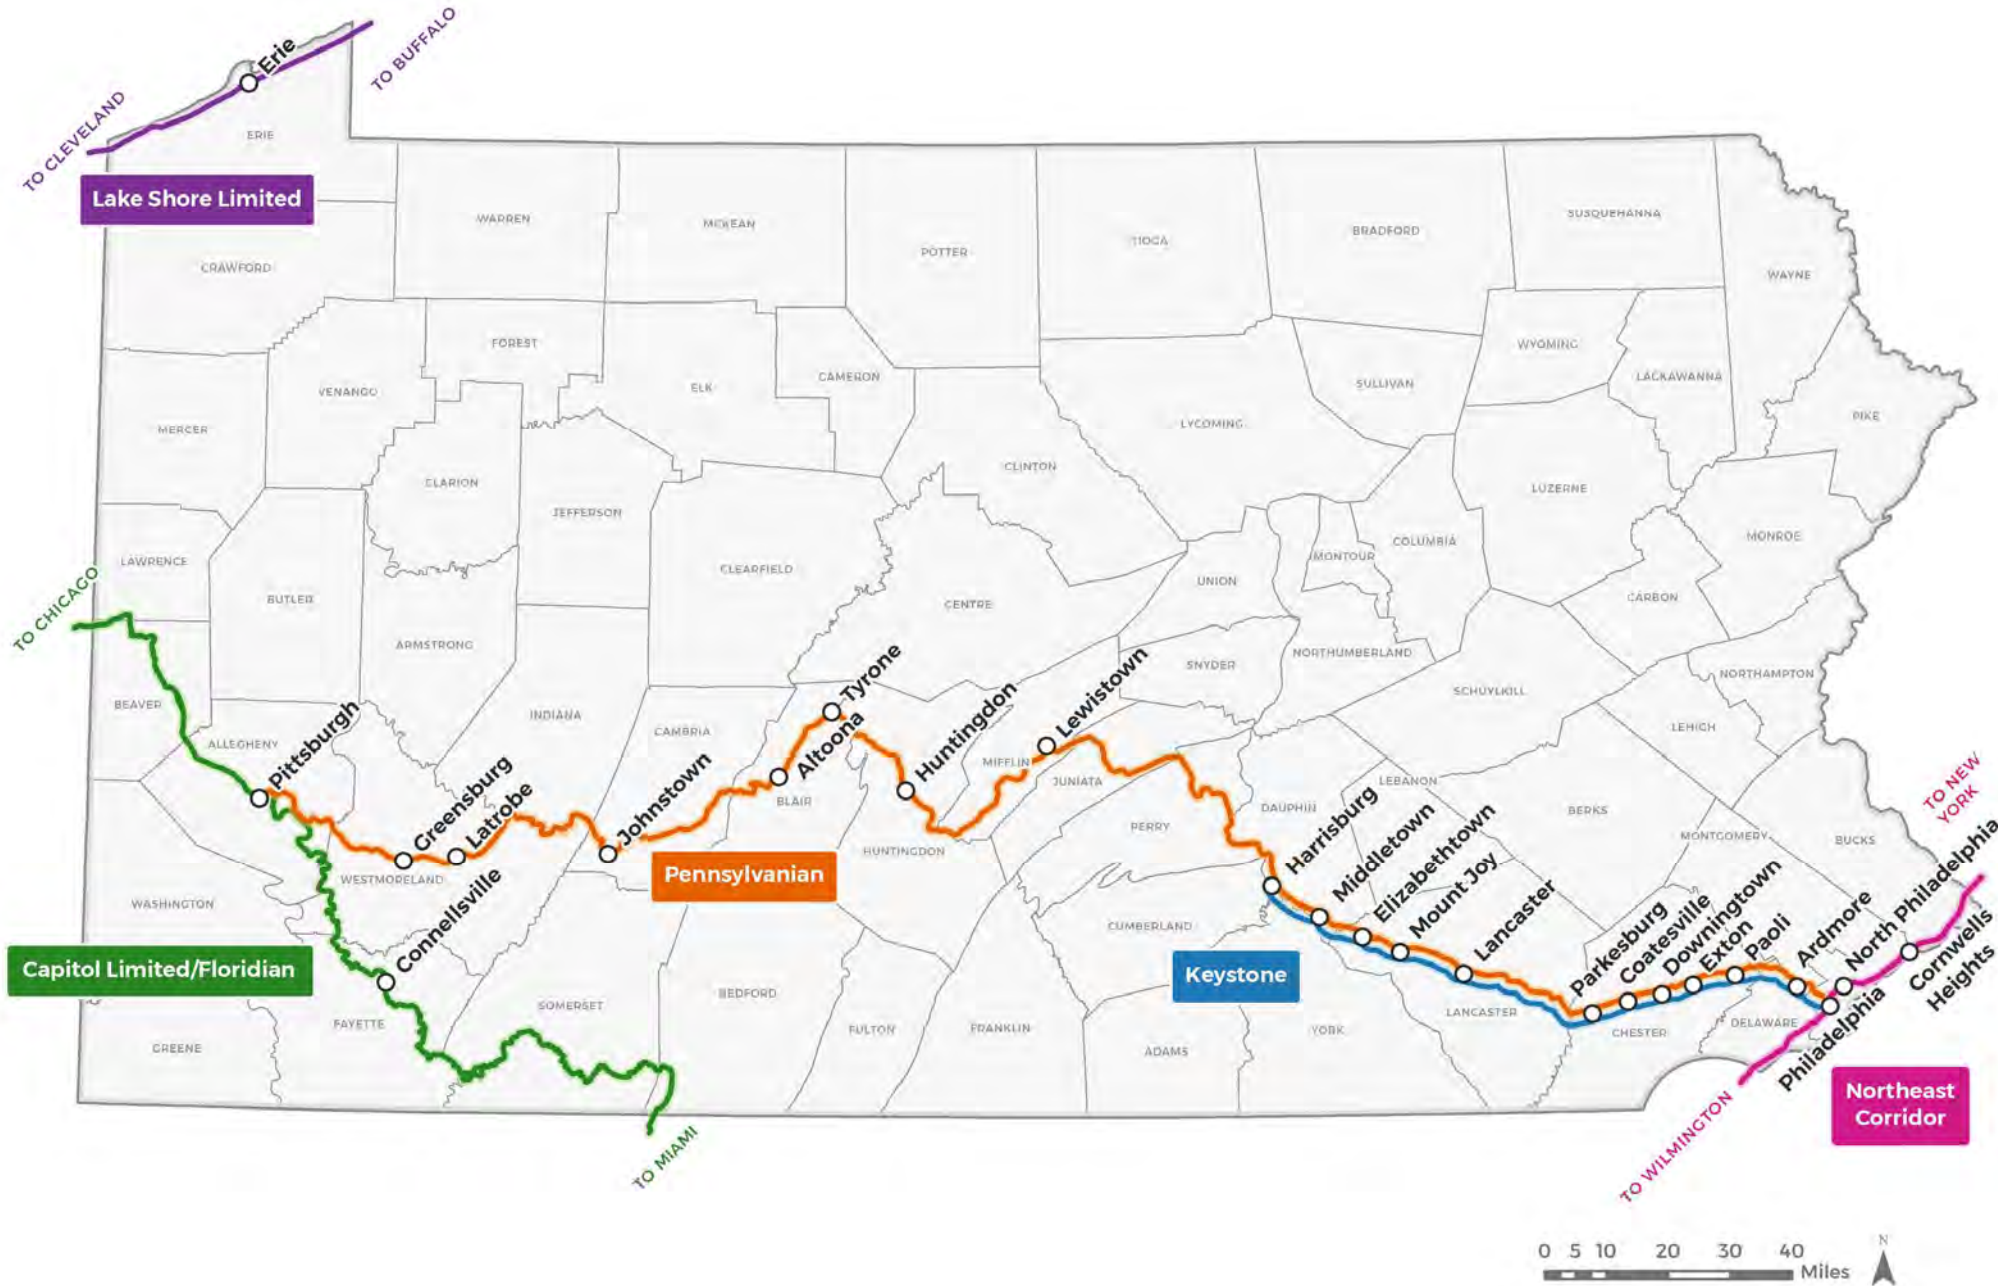 TO BUFFALO
Erie
TO CLEVELAND
ERIE
Lake Shore Limited
WARREN
MCKEAN
POTTER
TIOGA
BRADFORD
SUSQUEHANNA
WAYNE
CRAWFORD
FOREST
VENANGO
ELK
CAMERON
SULLIVAN
WYOMING
LACKAWANNA
PIKE
MERCER
LYCOMING
CLINTON
CLARION
JEFFERSON
LUZERNE
MONROE
COLUMBIA
MONTOUR
LAWRENCE
CLEARFIELD
UNION
CENTRE
BUTLER
CARBON
TO CHICAGO
ARMSTRONG
SNYDER
NORTHUMBERLAND
NORTHAMPTON
SCHUYLKILL
LEHIGH
BEAVER
INDIANA
CAMBRIA
ALLEGHENY
Pittsburgh
Greensburg
Latrobe
Johnstown
Altoona
Tyrone
Huntingdon
Lewistown
MIFFLIN
JUNIATA
BLAIR
HUNTINGDON
PERRY
DAUPHIN
LEBANON
BERKS
MONTGOMERY
BUCKS
TO NEW
YORK
WESTMORELAND
Pennsylvanian
WASHINGTON
Connellsville
Capitol Limited/Floridian
CUMBERLAND
Keystone
Harrisburg
Middletown
Elizabethtown
Mount Joy
Lancaster
Parkesburg
Coatesville
Downingtown
Exton
Paoli
Ardmore
North Philadelphia
Cornwells
Heights
Philadelphia
SOMERSET
BEDFORD
FAYETTE
GREENE
FULTON
FRANKLIN
ADAMS
YORK
LANCASTER
CHESTER
DELAWARE
Northeast
Corridor
TO WILMINGTON
TO MIAMI
N
0 5 10 20 30 40
Miles